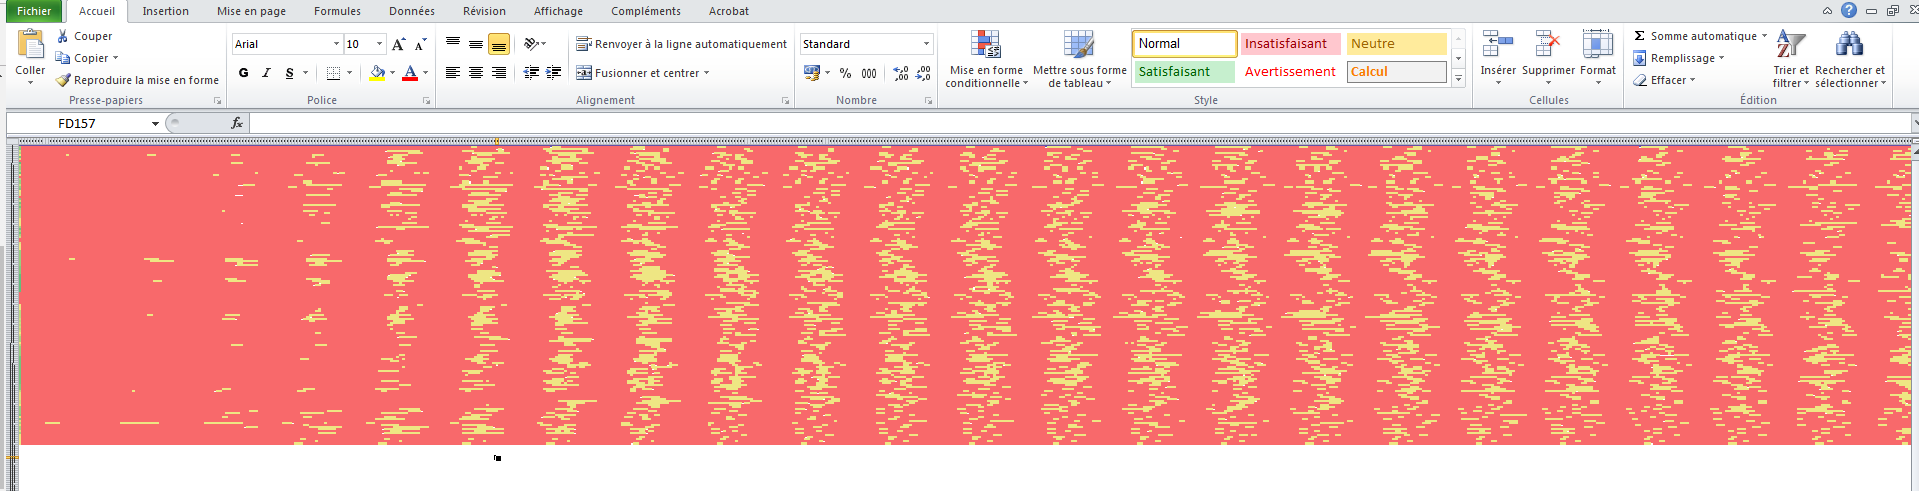 Fichier Accueil Insertion Mise en page Formules Données Révision Affichage Compléments Acrobat
Coller
Couper
Copier
Reproduire la mise en forme
Presse-papiers
Arial 10
G I S
Police
Renvoyer à la ligne automatiquement
Fusionner et centrer
Alignement
Standard
% 000
Nombre
Mise en forme conditionnelle
Mettre sous forme de tableau
Normal Insatisfaisant Neutre
Satisfaisant Avertissement Calcul
Style
Insérer Supprimer Format
Cellules
Σ Somme automatique
Remplissage
Effacer
Trier et filtrer
Rechercher et sélectionner
Édition
FD157 fx